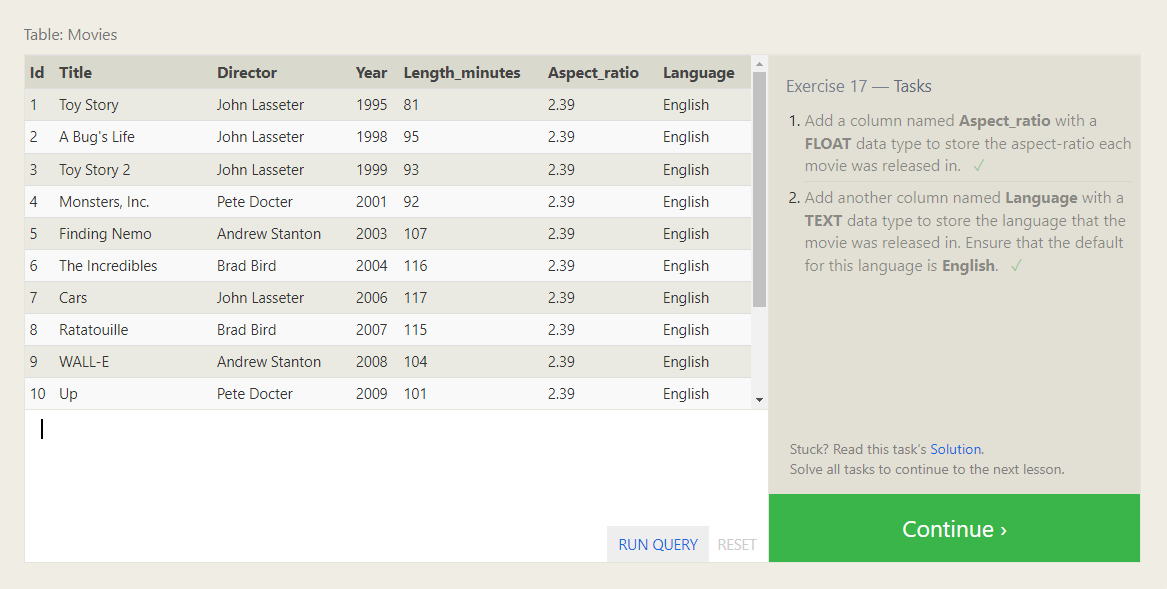 Table: Movies
Id Title Director Year Length_minutes Aspect_ratio Language
1 Toy Story John Lasseter 1995 81 2.39 English
2 A Bug's Life John Lasseter 1998 95 2.39 English
3 Toy Story 2 John Lasseter 1999 93 2.39 English
4 Monsters, Inc. Pete Docter 2001 92 2.39 English
5 Finding Nemo Andrew Stanton 2003 107 2.39 English
6 The Incredibles Brad Bird 2004 116 2.39 English
7 Cars John Lasseter 2006 117 2.39 English
8 Ratatouille Brad Bird 2007 115 2.39 English
9 WALL-E Andrew Stanton 2008 104 2.39 English
10 Up Pete Docter 2009 101 2.39 English
RUN QUERY RESET
Exercise 17 — Tasks
1. Add a column named Aspect_ratio with a
FLOAT data type to store the aspect-ratio each
movie was released in. ✓
2. Add another column named Language with a
TEXT data type to store the language that the
movie was released in. Ensure that the default
for this language is English. ✓
Stuck? Read this task's Solution.
Solve all tasks to continue to the next lesson.
Continue ›